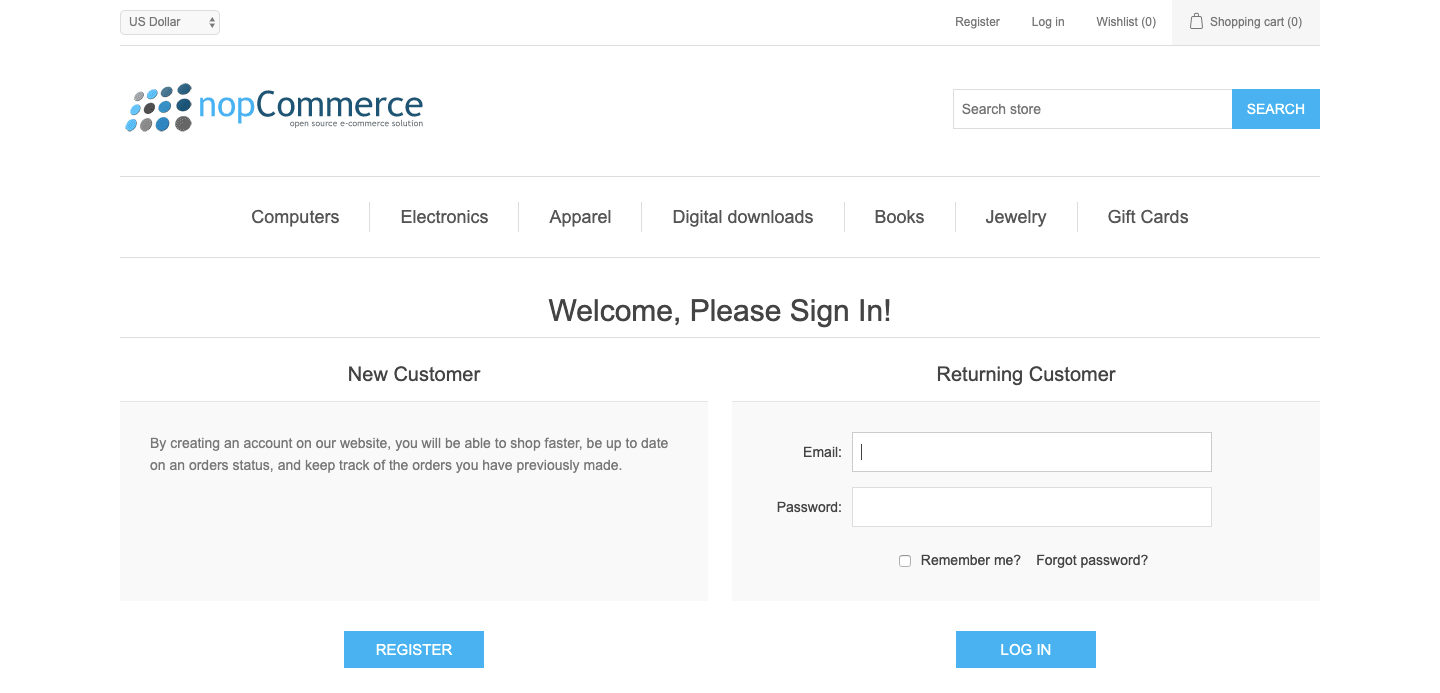 US Dollar
Register
Log in
Wishlist (0)
Shopping cart (0)
nopCommerce
open source e-commerce solution
Search store
SEARCH
Computers
Electronics
Apparel
Digital downloads
Books
Jewelry
Gift Cards
Welcome, Please Sign In!
New Customer
By creating an account on our website, you will be able to shop faster, be up to date
on an orders status, and keep track of the orders you have previously made.
REGISTER
Returning Customer
Email:
Password:
Remember me?
Forgot password?
LOG IN